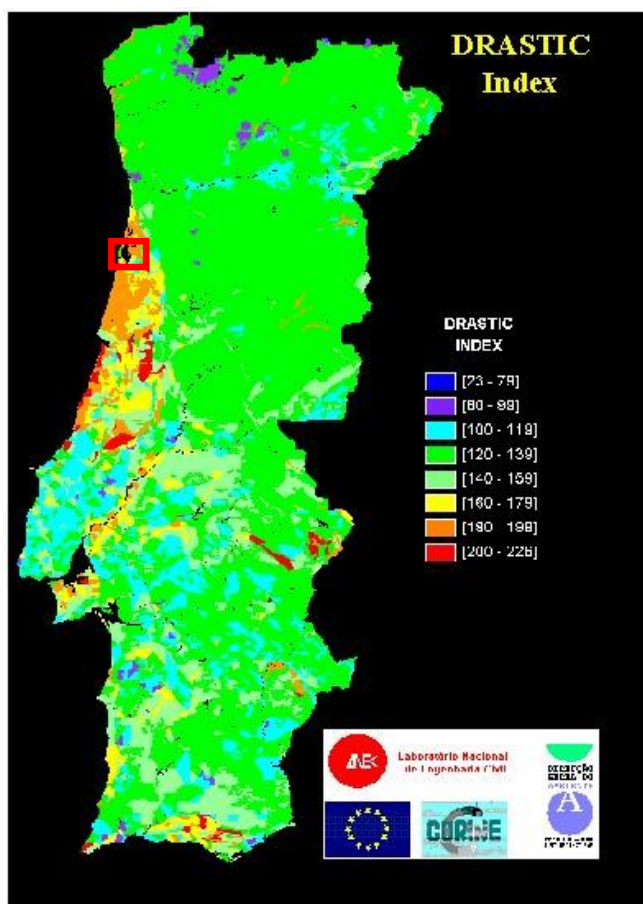 DRASTIC
Index
DRASTIC
INDEX
[23 - 79]
[80 - 99]
[100 - 119]
[120 - 139]
[140 - 159]
[160 - 179]
[180 - 199]
[200 - 226]
Laboratório Nacional
de Engenharia Civil
CORINE